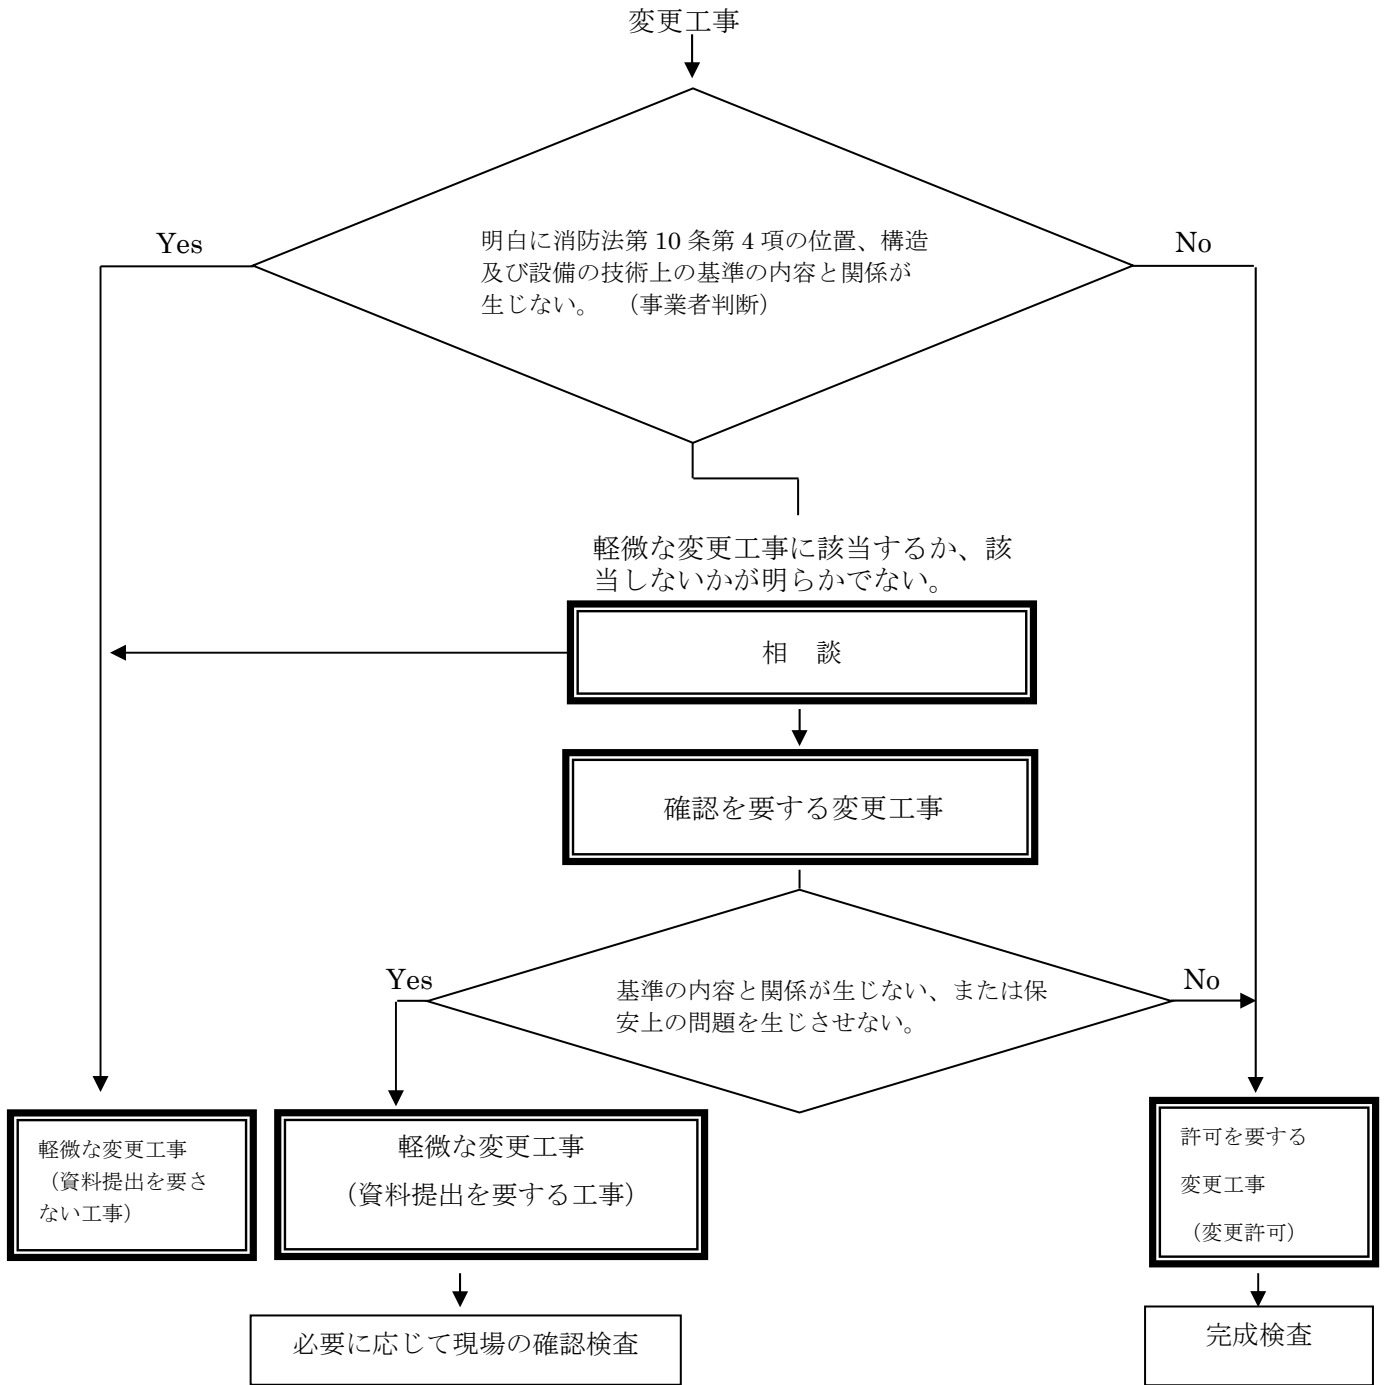 変更工事
Yes
No
明白に消防法第 10 条第 4 項の位置、構造
及び設備の技術上の基準の内容と関係が
生じない。 （事業者判断）
軽微な変更工事に該当するか、該
当しないかが明らかでない。
相　談
確認を要する変更工事
Yes
No
基準の内容と関係が生じない、または保
安上の問題を生じさせない。
軽微な変更工事
（資料提出を要さ
ない工事）
軽微な変更工事
（資料提出を要する工事）
許可を要する
変更工事
（変更許可）
必要に応じて現場の確認検査
完成検査